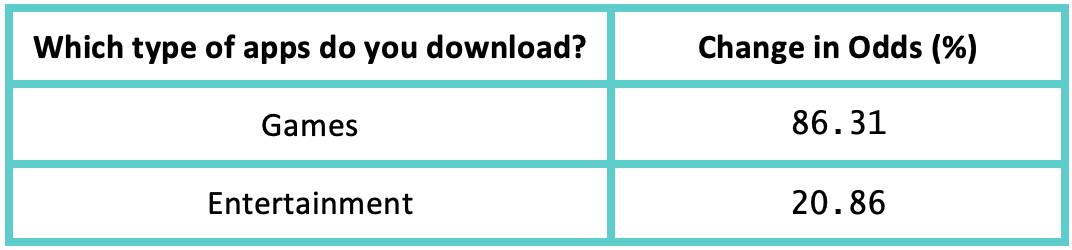 Which type of apps do you download? Change in Odds (%)
Games 86.31
Entertainment 20.86